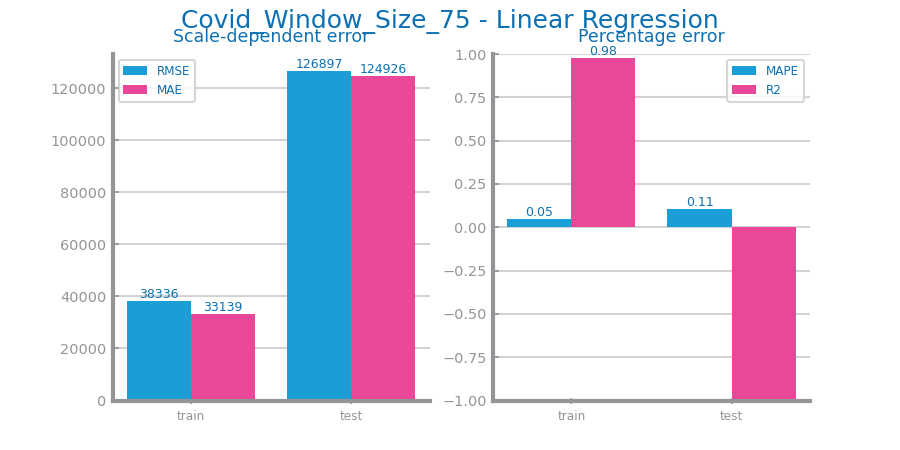 Covid_Window_Size_75 - Linear Regression
Scale-dependent error
RMSE
MAE
120000
100000
80000
60000
40000
20000
0
38336
33139
126897
124926
train
test
Percentage error
MAPE
R2
1.00
0.75
0.50
0.25
0.00
−0.25
−0.50
−0.75
−1.00
0.05
0.98
0.11
train
test